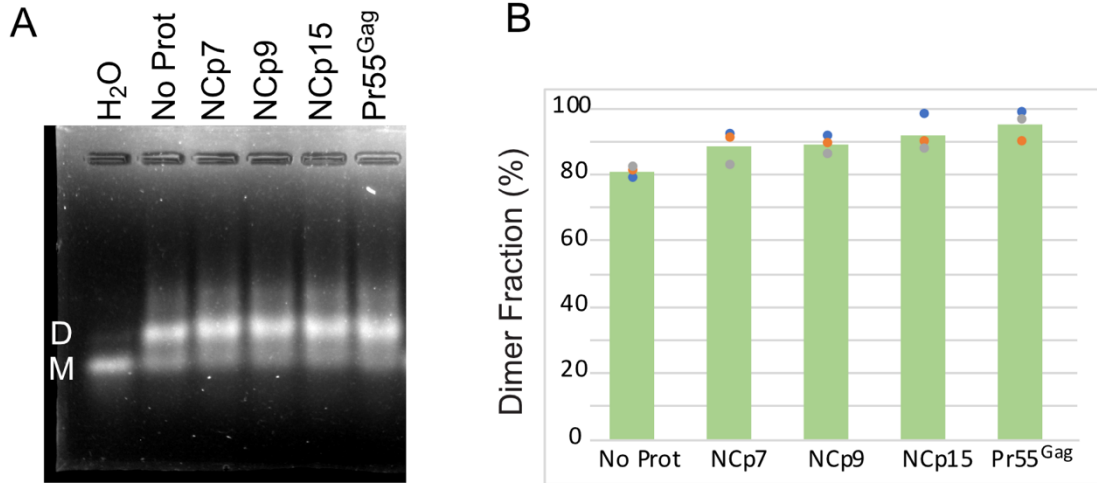 A
H₂O
No Prot
NCp7
NCp9
NCp15
Pr55ᴳᵃᵍ
D
M
B
Dimer Fraction (%)
100
80
60
40
20
0
No Prot
NCp7
NCp9
NCp15
Pr55ᴳᵃᵍ